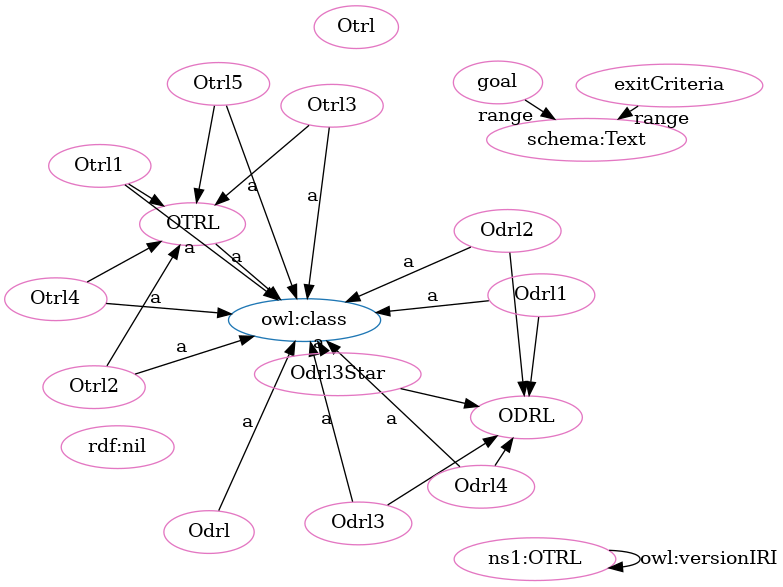 Otrl
Otrl5
goal
exitCriteria
Otrl3
range
range
schema:Text
Otrl1
a
a
OTRL
Odrl2
a
a
a
Otrl4
a
a
Odrl1
owl:class
a
a
Otrl2
Odrl3Star
a
a
a
ODRL
rdf:nil
Odrl4
Odrl
Odrl3
ns1:OTRL
owl:versionIRI